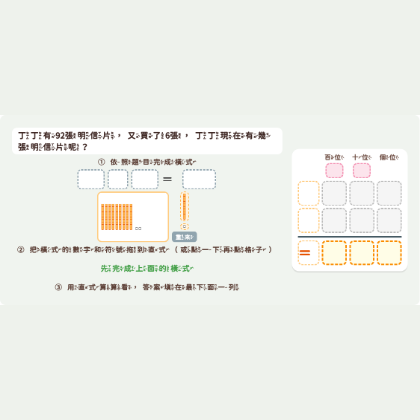 丁丁有92張明信片，又買了6張，丁丁現在有幾
張明信片呢？
① 依照題目完成橫式
=
重來
② 把橫式的數字和符號拖到直式（或點一下再點格子）
先完成上面的橫式
③ 用直式算算看，答案填在最下面一列
百位 十位 個位
=